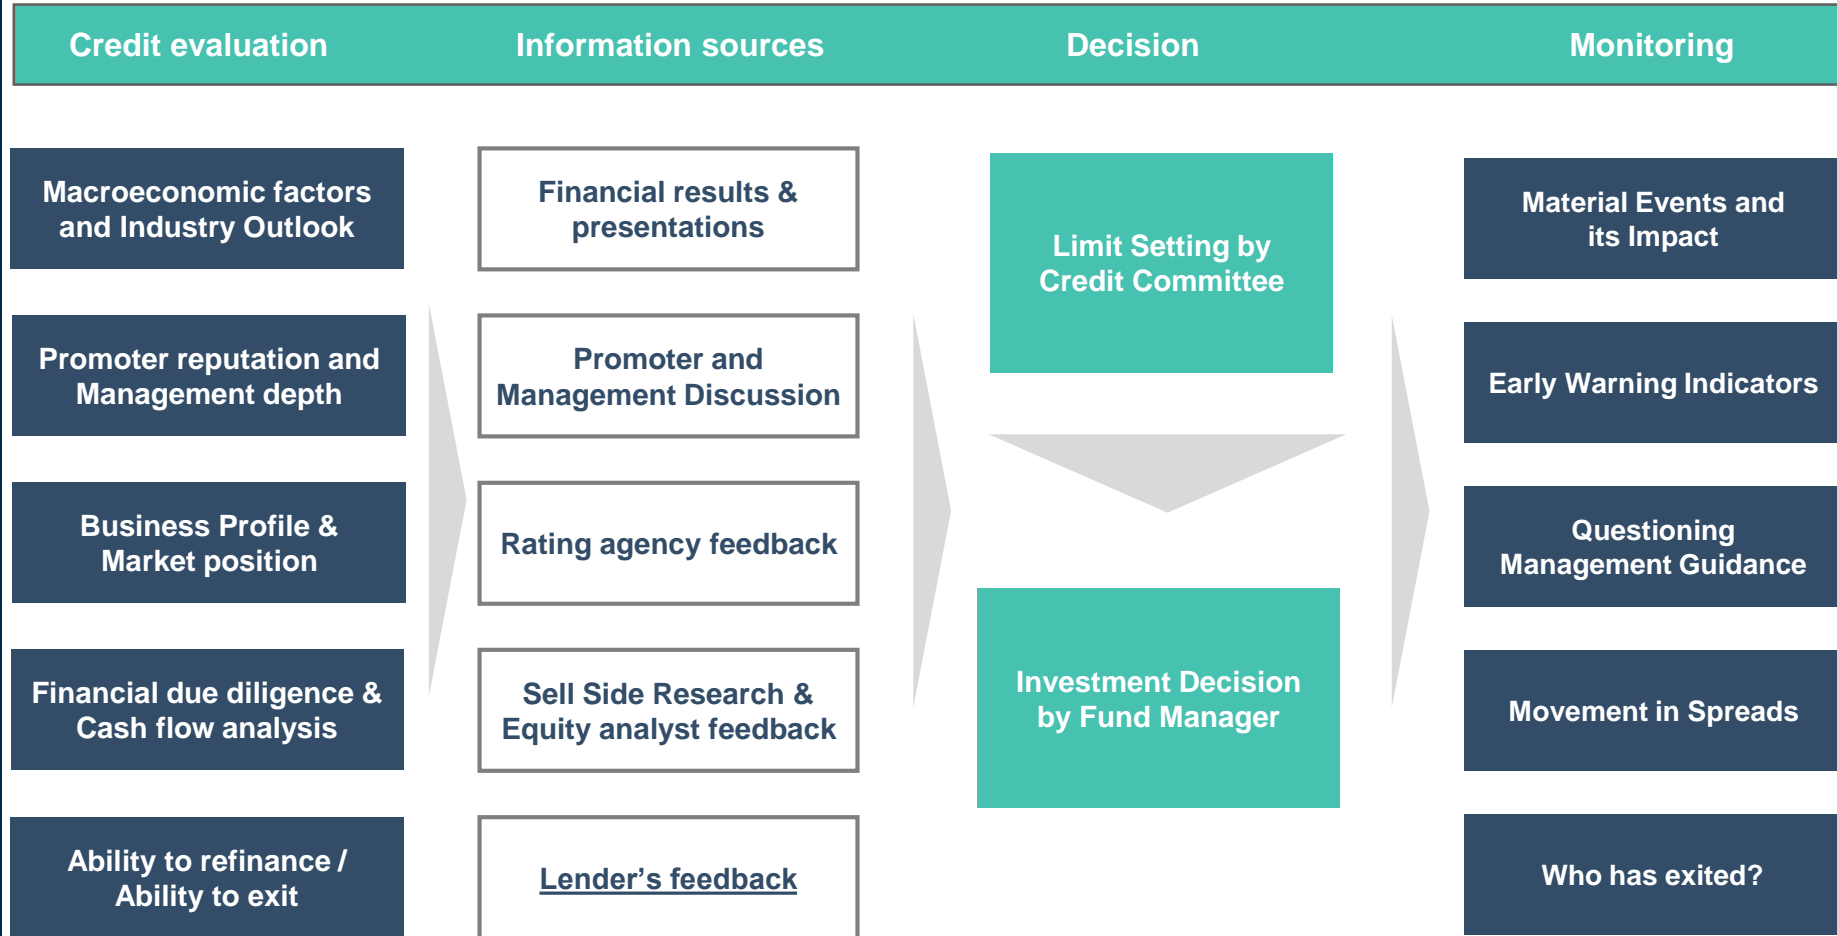 Credit evaluation
Information sources
Decision
Monitoring
Macroeconomic factors
and Industry Outlook
Promoter reputation and
Management depth
Business Profile &
Market position
Financial due diligence &
Cash flow analysis
Ability to refinance /
Ability to exit
Financial results &
presentations
Promoter and
Management Discussion
Rating agency feedback
Sell Side Research &
Equity analyst feedback
Lender’s feedback
Limit Setting by
Credit Committee
Investment Decision
by Fund Manager
Material Events and
its Impact
Early Warning Indicators
Questioning
Management Guidance
Movement in Spreads
Who has exited?